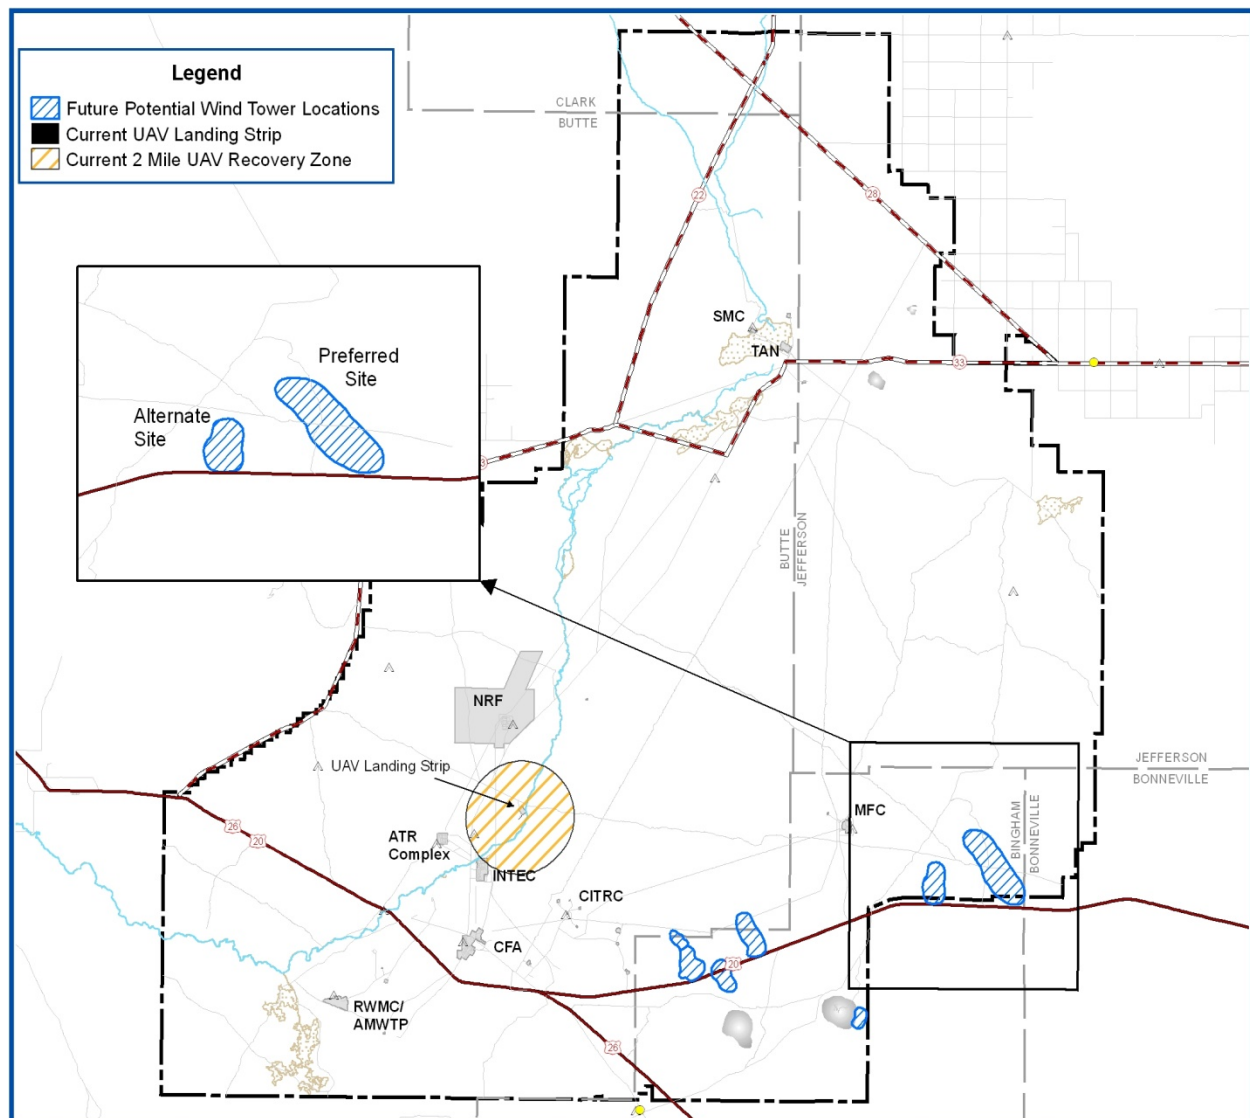 Legend
Future Potential Wind Tower Locations
Current UAV Landing Strip
Current 2 Mile UAV Recovery Zone
CLARK
BUTTE
22
28
Preferred
Site
Alternate
Site
SMC
TAN
33
BUTTE
JEFFERSON
NRF
UAV Landing Strip
JEFFERSON
BONNEVILLE
MFC
BINGHAM
BONNEVILLE
26
20
ATR
Complex
INTEC
CITRC
CFA
20
RWMC/
AMWTP
26